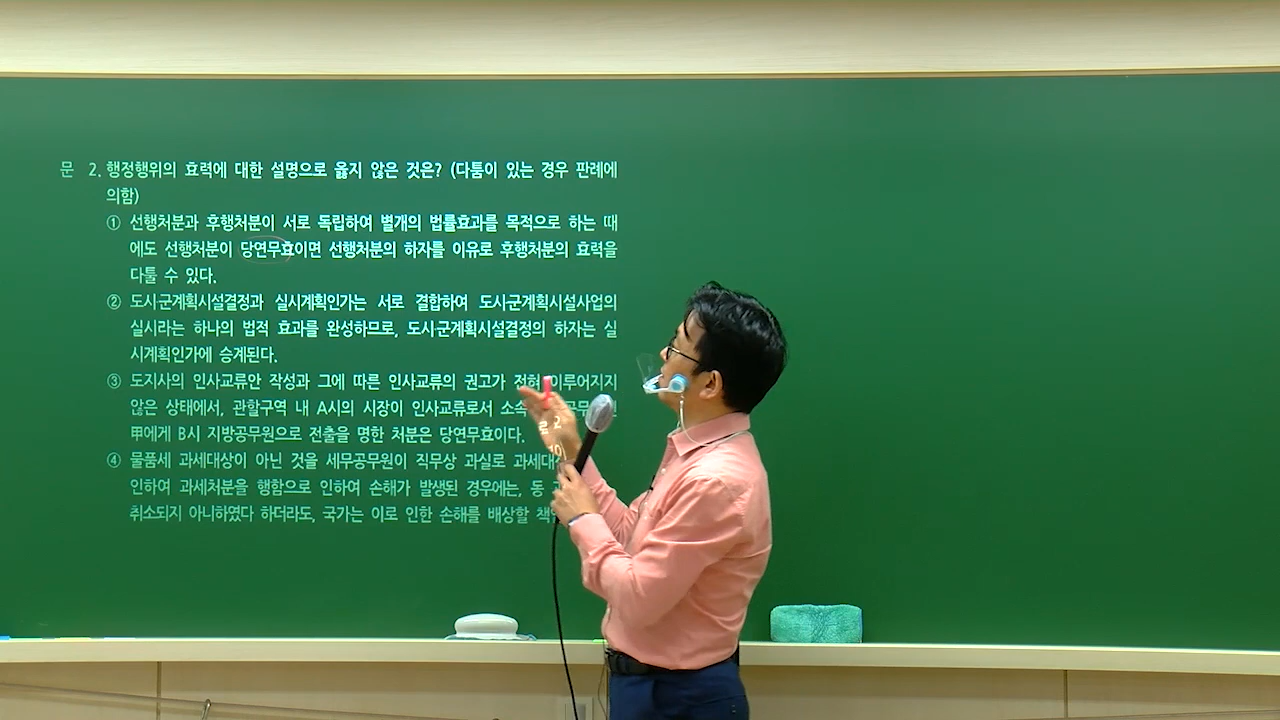 문 2. 행정행위의 효력에 대한 설명으로 옳지 않은 것은? (다툼이 있는 경우 판례에
의함)
① 선행처분과 후행처분이 서로 독립하여 별개의 법률효과를 목적으로 하는 때
에도 선행처분이 당연무효이면 선행처분의 하자를 이유로 후행처분의 효력을
다툴 수 있다.
② 도시군계획시설결정과 실시계획인가는 서로 결합하여 도시군계획시설사업의
실시라는 하나의 법적 효과를 완성하므로, 도시군계획시설결정의 하자는 실
시계획인가에 승계된다.
③ 도지사의 인사교류안 작성과 그에 따른 인사교류의 권고가 전혀 이루어지지
않은 상태에서, 관할구역 내 A시의 시장이 인사교류로서 소속
甲에게 B시 지방공무원으로 전출을 명한 처분은 당연무효이다.
④ 물품세 과세대상이 아닌 것을 세무공무원이 직무상 과실로
인하여 과세처분을 행함으로 인하여 손해가 발생된 경우에는, 동
취소되지 아니하였다 하더라도, 국가는 이로 인한 손해를 배상할